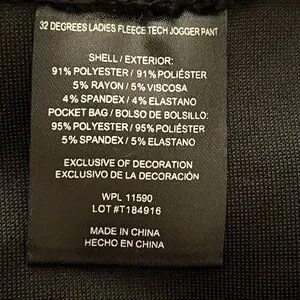 32 DEGREES LADIES FLEECE TECH JOGGER PANT
SHELL / EXTERIOR:
91% POLYESTER / 91% POLIÉSTER
5% RAYON / 5% VISCOSA
4% SPANDEX / 4% ELASTANO
POCKET BAG / BOLSO DE BOLSILLO:
95% POLYESTER / 95% POLIÉSTER
5% SPANDEX / 5% ELASTANO
EXCLUSIVE OF DECORATION
EXCLUSIVO DE LA DECORACIÓN
WPL 11590
LOT #T184916
MADE IN CHINA
HECHO EN CHINA